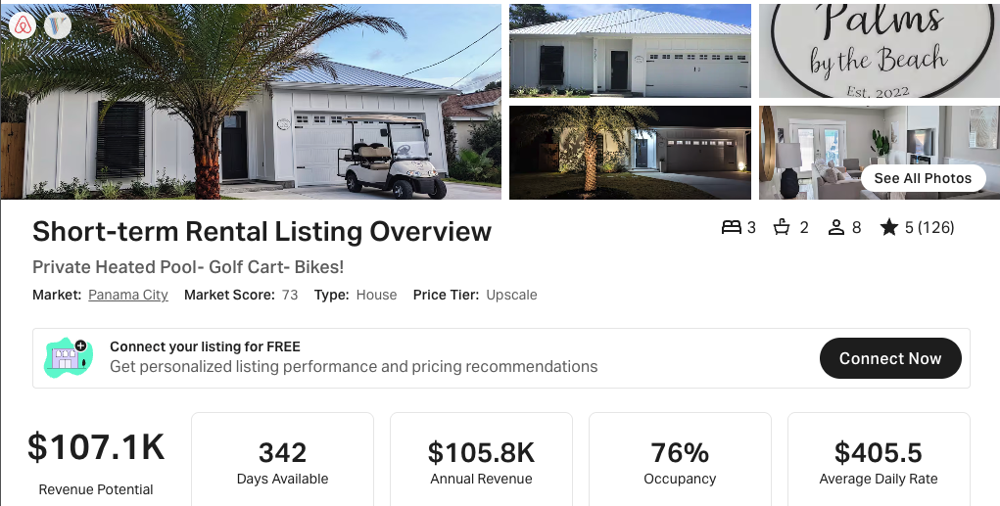 Palms
by the Beach
Est. 2022
See All Photos
Short-term Rental Listing Overview
3 2 8 5 (126)
Private Heated Pool- Golf Cart- Bikes!
Market: Panama City Market Score: 73 Type: House Price Tier: Upscale
Connect your listing for FREE
Get personalized listing performance and pricing recommendations
Connect Now
$107.1K
Revenue Potential
342
Days Available
$105.8K
Annual Revenue
76%
Occupancy
$405.5
Average Daily Rate